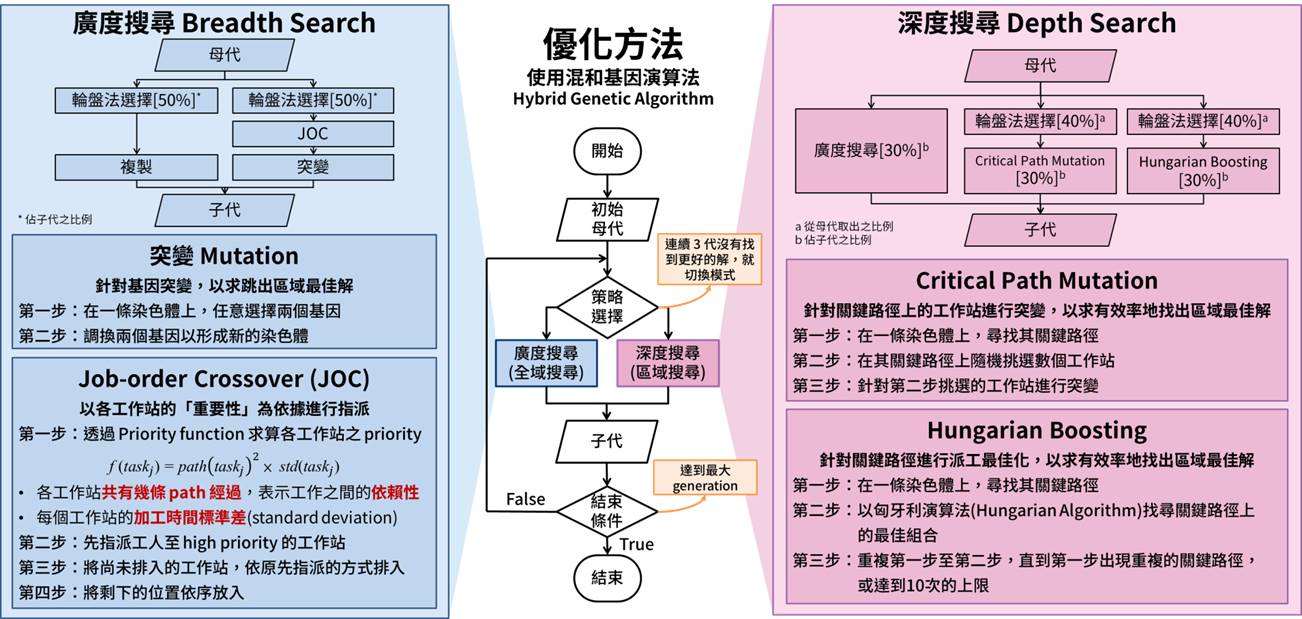 廣度搜尋 Breadth Search
母代
輪盤法選擇[50%]*
輪盤法選擇[50%]*
JOC
複製
突變
子代
* 佔子代之比例
突變 Mutation
針對基因突變，以求跳出區域最佳解
第一步：在一條染色體上，任意選擇兩個基因
第二步：調換兩個基因以形成新的染色體
Job-order Crossover (JOC)
以各工作站的「重要性」為依據進行指派
第一步：透過 Priority function 求算各工作站之 priority
f(task_j) = path(task_j)^2 × std(task_j)
• 各工作站共有幾條 path 經過，表示工作之間的依賴性
• 每個工作站的加工時間標準差(standard deviation)
第二步：先指派工人至 high priority 的工作站
第三步：將尚未排入的工作站，依原先指派的方式排入
第四步：將剩下的位置依序放入
優化方法
使用混和基因演算法
Hybrid Genetic Algorithm
開始
初始
母代
連續 3 代沒有找
到更好的解，就
切換模式
策略
選擇
廣度搜尋
(全域搜尋)
深度搜尋
(區域搜尋)
子代
達到最大
generation
False
結束
條件
True
結束
深度搜尋 Depth Search
母代
廣度搜尋[30%]b
輪盤法選擇[40%]a
輪盤法選擇[40%]a
Critical Path Mutation
[30%]b
Hungarian Boosting
[30%]b
子代
a 從母代取出之比例
b 佔子代之比例
Critical Path Mutation
針對關鍵路徑上的工作站進行突變，以求有效率地找出區域最佳解
第一步：在一條染色體上，尋找其關鍵路徑
第二步：在其關鍵路徑上隨機挑選數個工作站
第三步：針對第二步挑選的工作站進行突變
Hungarian Boosting
針對關鍵路徑進行派工最佳化，以求有效率地找出區域最佳解
第一步：在一條染色體上，尋找其關鍵路徑
第二步：以匈牙利演算法(Hungarian Algorithm)找尋關鍵路徑上
的最佳組合
第三步：重複第一步至第二步，直到第一步出現重複的關鍵路徑，
或達到10次的上限